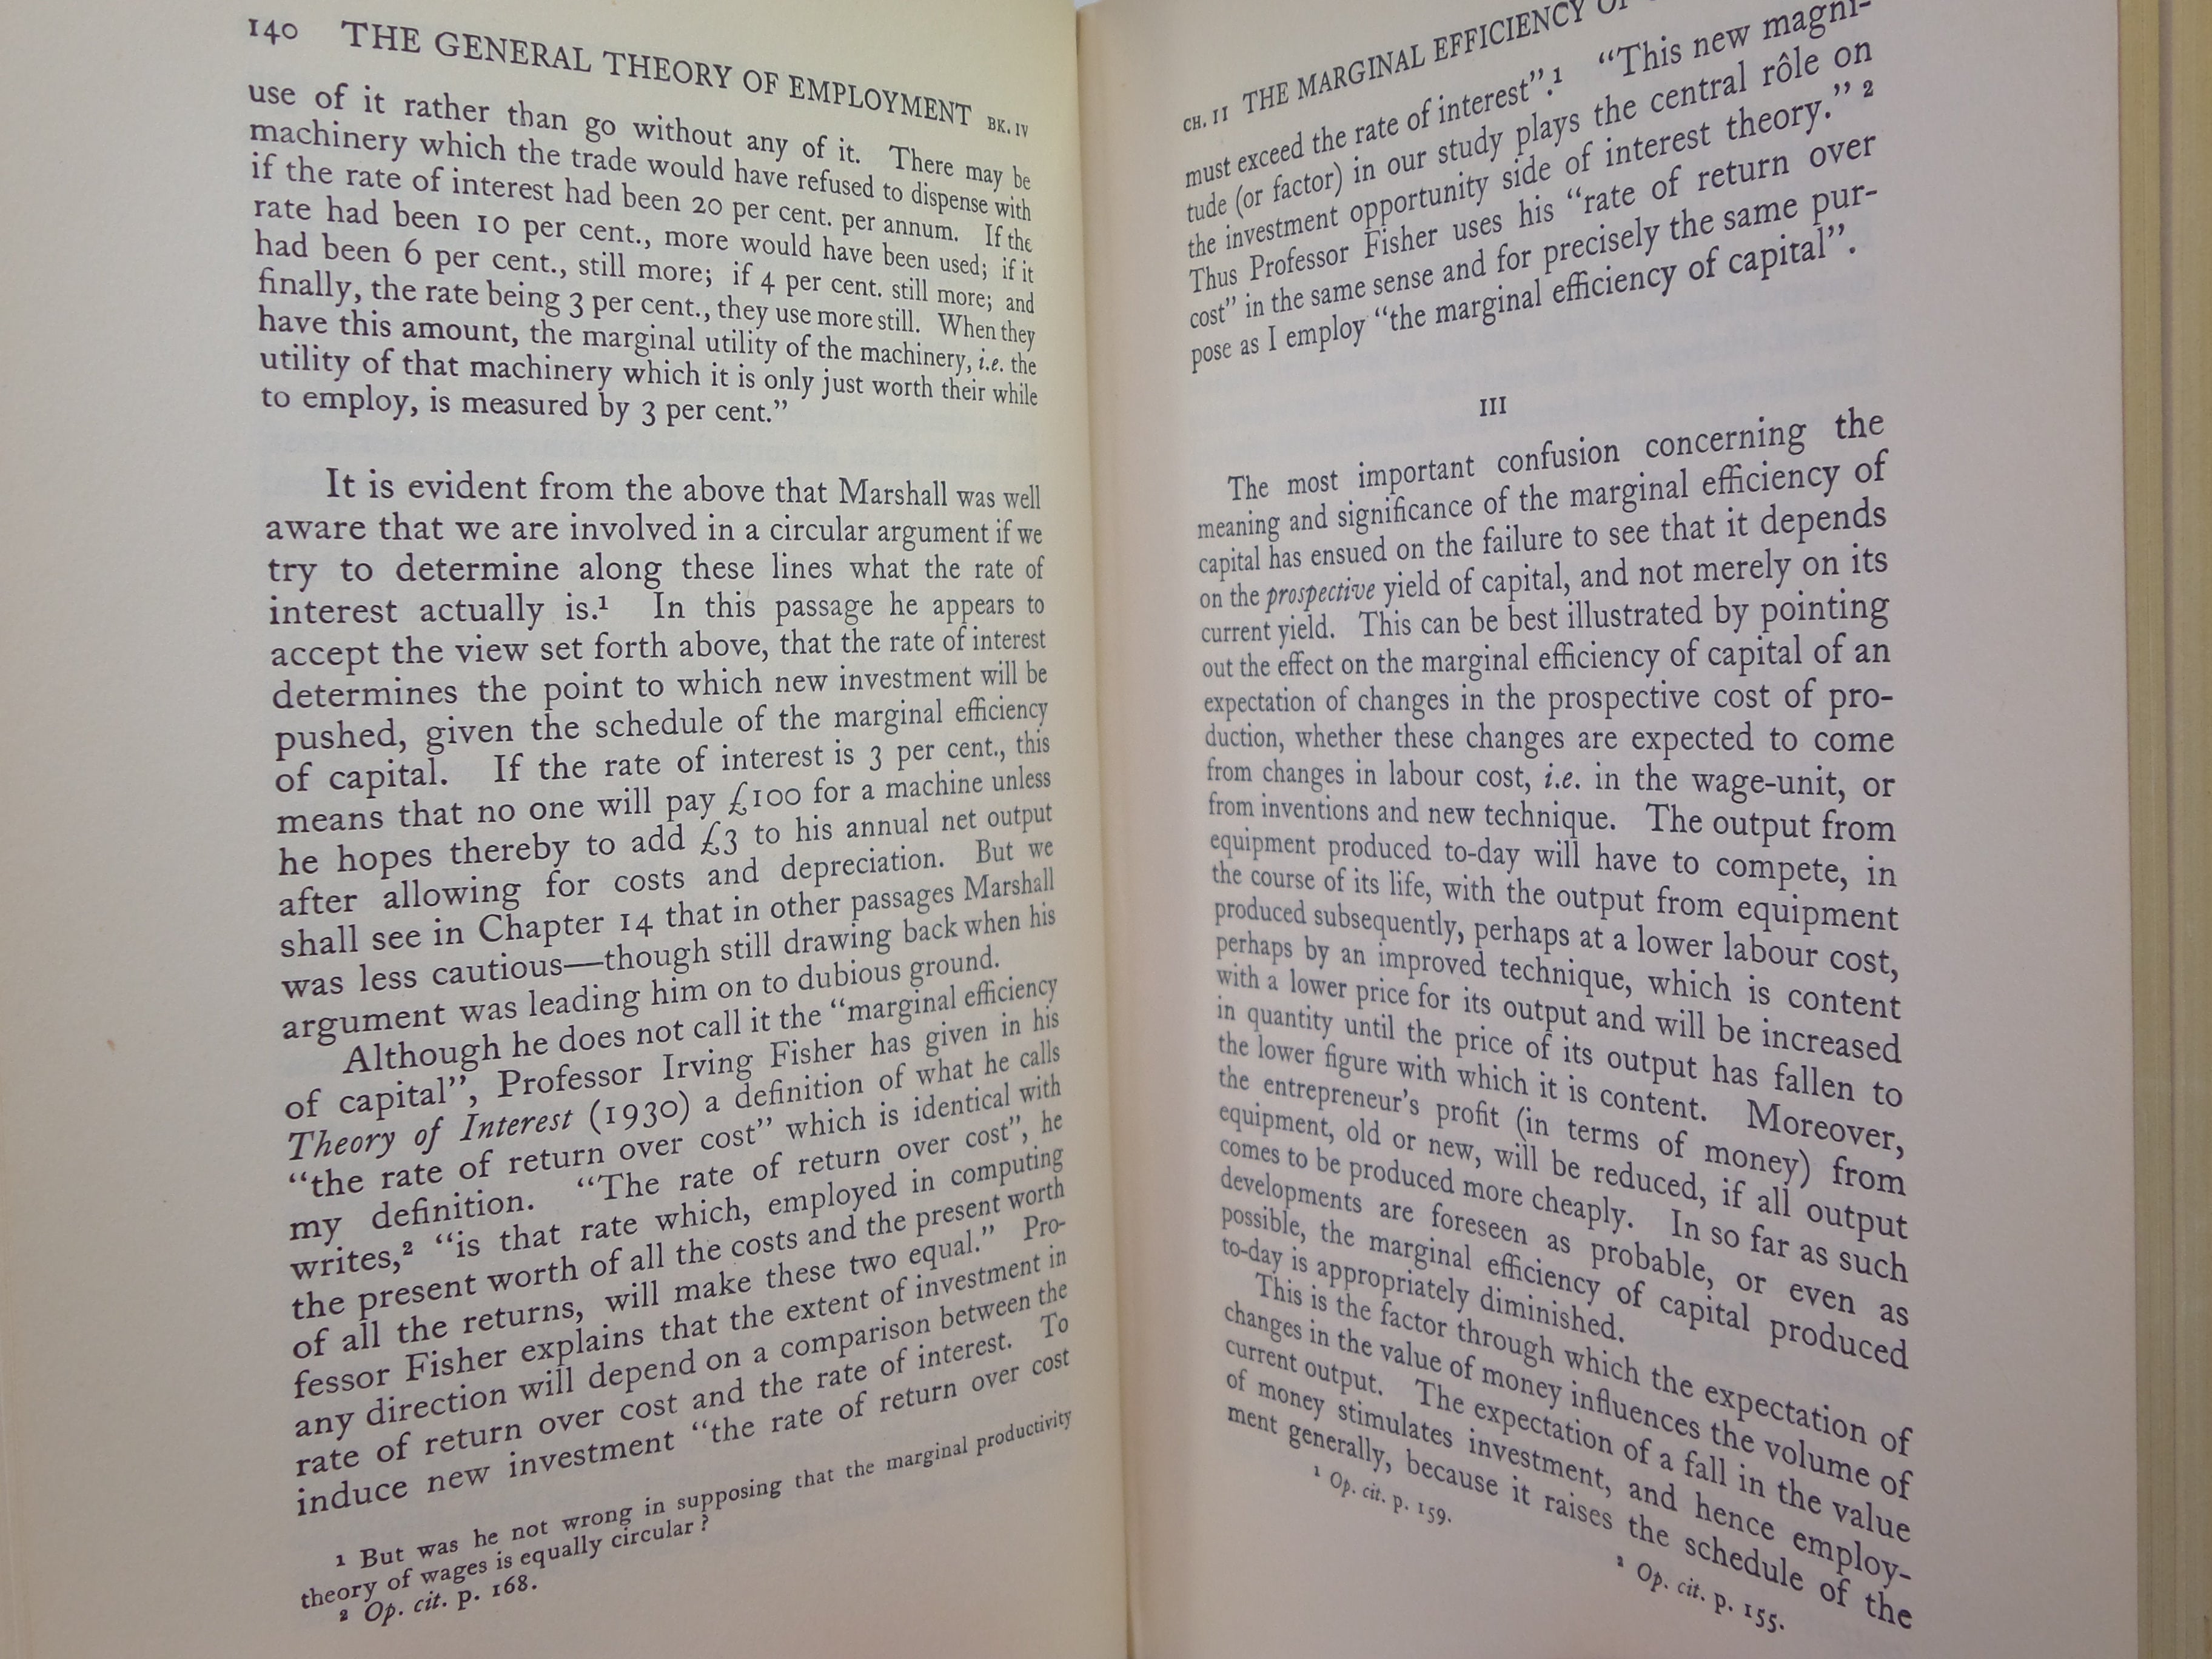 140 THE GENERAL THEORY OF EMPLOYMENT BK. IV
use of it rather than go without any of it. There may be
machinery which the trade would have refused to dispense with
if the rate of interest had been 20 per cent. per annum. If the
rate had been 10 per cent., more would have been used; if it
had been 6 per cent., still more; if 4 per cent. still more; and
finally, the rate being 3 per cent., they use more still. When they
have this amount, the marginal utility of the machinery, i.e. the
utility of that machinery which it is only just worth their while
to employ, is measured by 3 per cent.”
It is evident from the above that Marshall was well
aware that we are involved in a circular argument if we
try to determine along these lines what the rate of
interest actually is.¹ In this passage he appears to
accept the view set forth above, that the rate of interest
determines the point to which new investment will be
pushed, given the schedule of the marginal efficiency
of capital. If the rate of interest is 3 per cent., this
means that no one will pay £100 for a machine unless
he hopes thereby to add £3 to his annual net output
after allowing for costs and depreciation. But we
shall see in Chapter 14 that in other passages Marshall
was less cautious—though still drawing back when his
argument was leading him on to dubious ground.
Although he does not call it the “marginal efficiency
of capital”, Professor Irving Fisher has given in his
Theory of Interest (1930) a definition of what he calls
“the rate of return over cost” which is identical with
my definition. “The rate of return over cost”, he
writes,² “is that rate which, employed in computing
the present worth of all the costs and the present worth
of all the returns, will make these two equal.” Pro-
fessor Fisher explains that the extent of investment in
any direction will depend on a comparison between the
rate of return over cost and the rate of interest. To
induce new investment “the rate of return over cost
¹ But was he not wrong in supposing that the marginal productivity
theory of wages is equally circular?
² Op. cit. p. 168.
CH. 11 THE MARGINAL EFFICIENCY OF
must exceed the rate of interest”.¹ “This new magni-
tude (or factor) in our study plays the central rôle on
the investment opportunity side of interest theory.” ²
Thus Professor Fisher uses his “rate of return over
cost” in the same sense and for precisely the same pur-
pose as I employ “the marginal efficiency of capital”.
III
The most important confusion concerning the
meaning and significance of the marginal efficiency of
capital has ensued on the failure to see that it depends
on the prospective yield of capital, and not merely on its
current yield. This can be best illustrated by pointing
out the effect on the marginal efficiency of capital of an
expectation of changes in the prospective cost of pro-
duction, whether these changes are expected to come
from changes in labour cost, i.e. in the wage-unit, or
from inventions and new technique. The output from
equipment produced to-day will have to compete, in
the course of its life, with the output from equipment
produced subsequently, perhaps at a lower labour cost,
perhaps by an improved technique, which is content
with a lower price for its output and will be increased
in quantity until the price of its output has fallen to
the lower figure with which it is content. Moreover,
the entrepreneur’s profit (in terms of money) from
equipment, old or new, will be reduced, if all output
comes to be produced more cheaply. In so far as such
developments are foreseen as probable, or even as
possible, the marginal efficiency of capital produced
to-day is appropriately diminished.
This is the factor through which the expectation of
changes in the value of money influences the volume of
current output. The expectation of a fall in the value
of money stimulates investment, and hence employ-
ment generally, because it raises the schedule of the
¹ Op. cit. p. 159.
² Op. cit. p. 155.